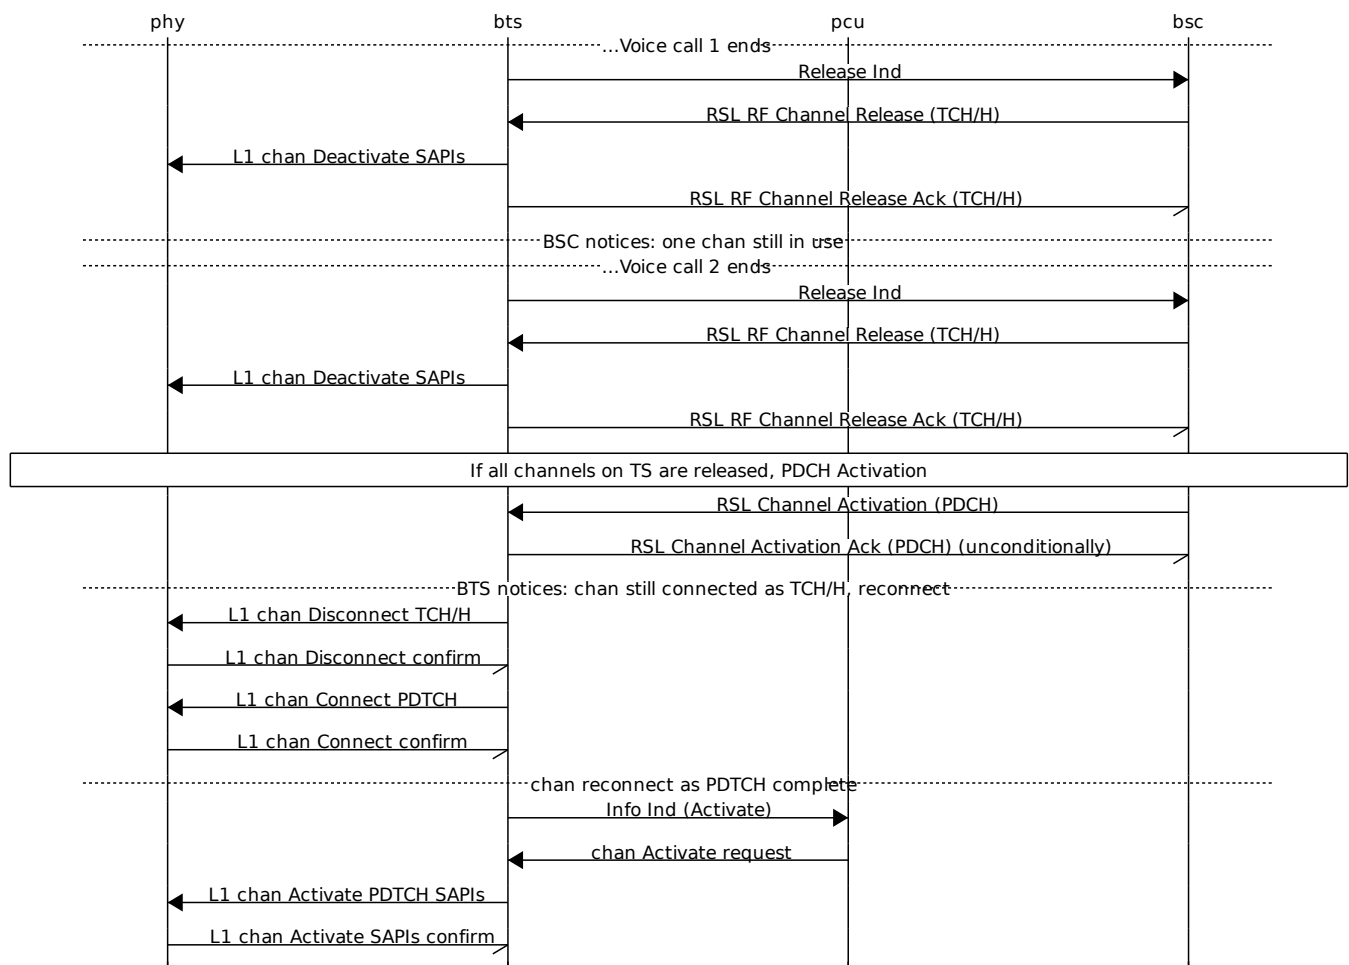 phy bts pcu bsc
...Voice call 1 ends
Release Ind
RSL RF Channel Release (TCH/H)
L1 chan Deactivate SAPIs
RSL RF Channel Release Ack (TCH/H)
BSC notices: one chan still in use
...Voice call 2 ends
Release Ind
RSL RF Channel Release (TCH/H)
L1 chan Deactivate SAPIs
RSL RF Channel Release Ack (TCH/H)
If all channels on TS are released, PDCH Activation
RSL Channel Activation (PDCH)
RSL Channel Activation Ack (PDCH) (unconditionally)
BTS notices: chan still connected as TCH/H, reconnect
L1 chan Disconnect TCH/H
L1 chan Disconnect confirm
L1 chan Connect PDTCH
L1 chan Connect confirm
chan reconnect as PDTCH complete
Info Ind (Activate)
chan Activate request
L1 chan Activate PDTCH SAPIs
L1 chan Activate SAPIs confirm